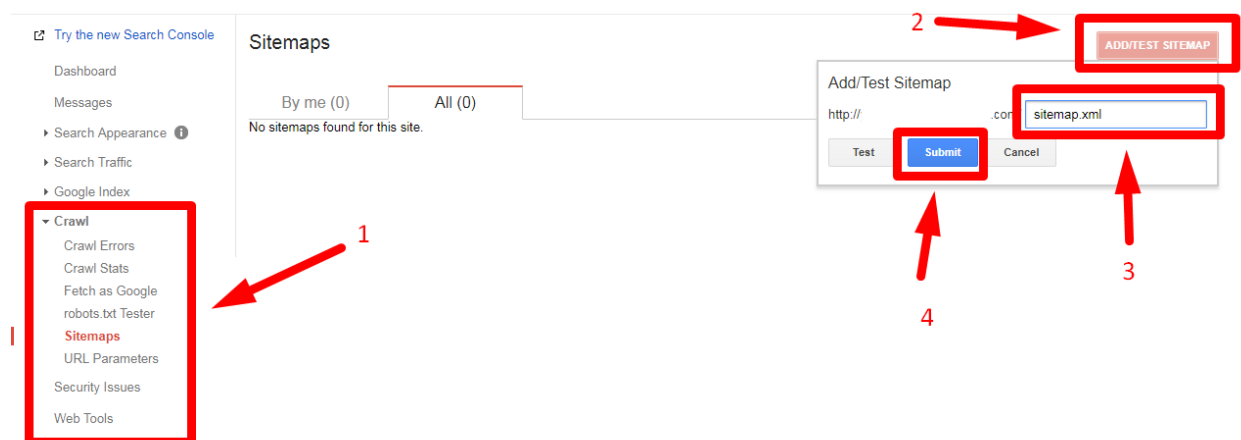 Try the new Search Console
Dashboard
Messages
Search Appearance
Search Traffic
Google Index
Crawl
Crawl Errors
Crawl Stats
Fetch as Google
robots.txt Tester
Sitemaps
URL Parameters
Security Issues
Web Tools
1
Sitemaps
By me (0) All (0)
No sitemaps found for this site.
2
ADD/TEST SITEMAP
Add/Test Sitemap
http:// .com sitemap.xml
Test Submit Cancel
3
4